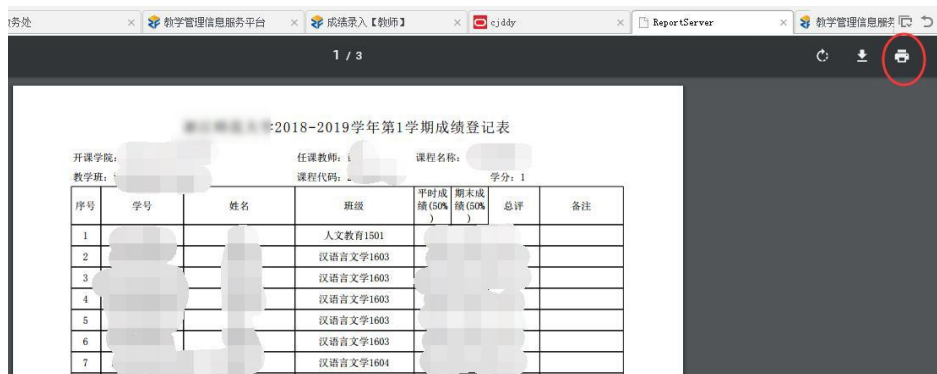 务处 教学管理信息服务平台 成绩录入【教师】 cjddy ReportServer 教学管理信息服务
1 / 3
:2018-2019学年第1学期成绩登记表
开课学院： 任课教师： 课程名称：
教学班： 课程代码： 学分：1
序号 学号 姓名 班级 平时成绩(50%) 期末成绩(50%) 总评 备注
1 人文教育1501
2 汉语言文学1603
3 汉语言文学1603
4 汉语言文学1603
5 汉语言文学1603
6 汉语言文学1603
7 汉语言文学1604